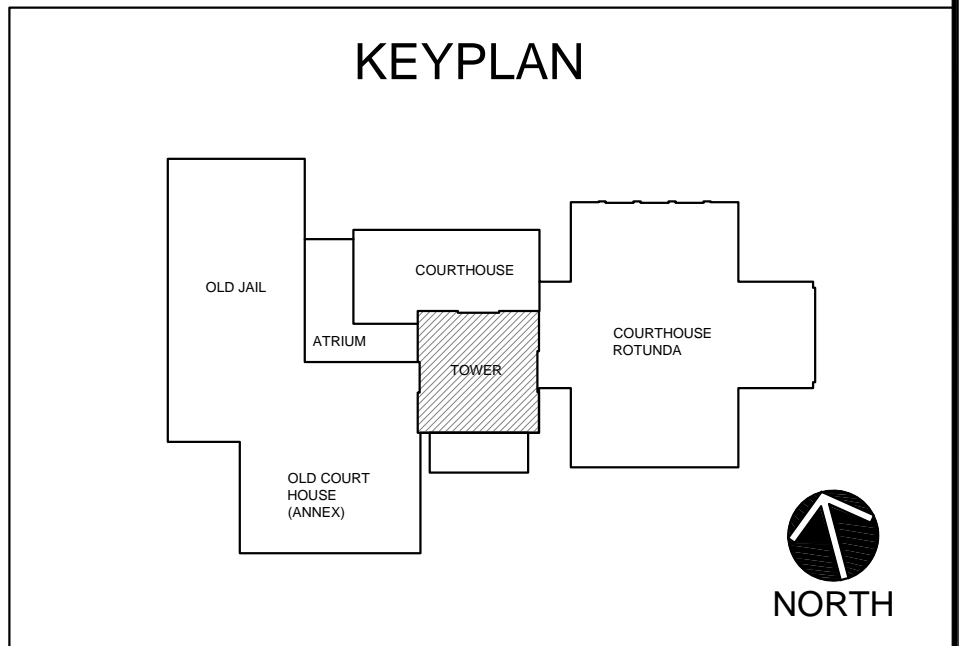 KEYPLAN
OLD JAIL
COURTHOUSE
ATRIUM
TOWER
COURTHOUSE
ROTUNDA
OLD COURT
HOUSE
(ANNEX)
NORTH